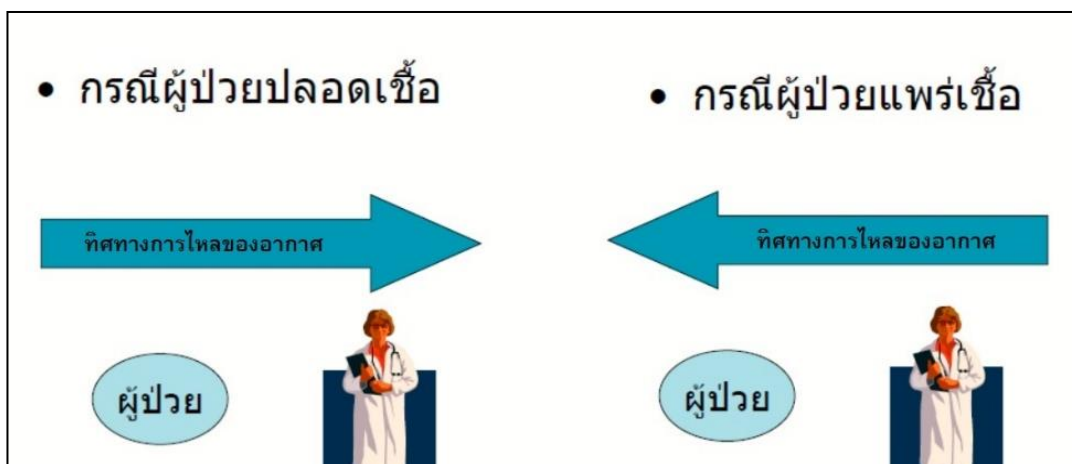 • กรณีผู้ป่วยปลอดเชื้อ
• กรณีผู้ป่วยแพร่เชื้อ
ทิศทางการไหลของอากาศ
ทิศทางการไหลของอากาศ
ผู้ป่วย
ผู้ป่วย